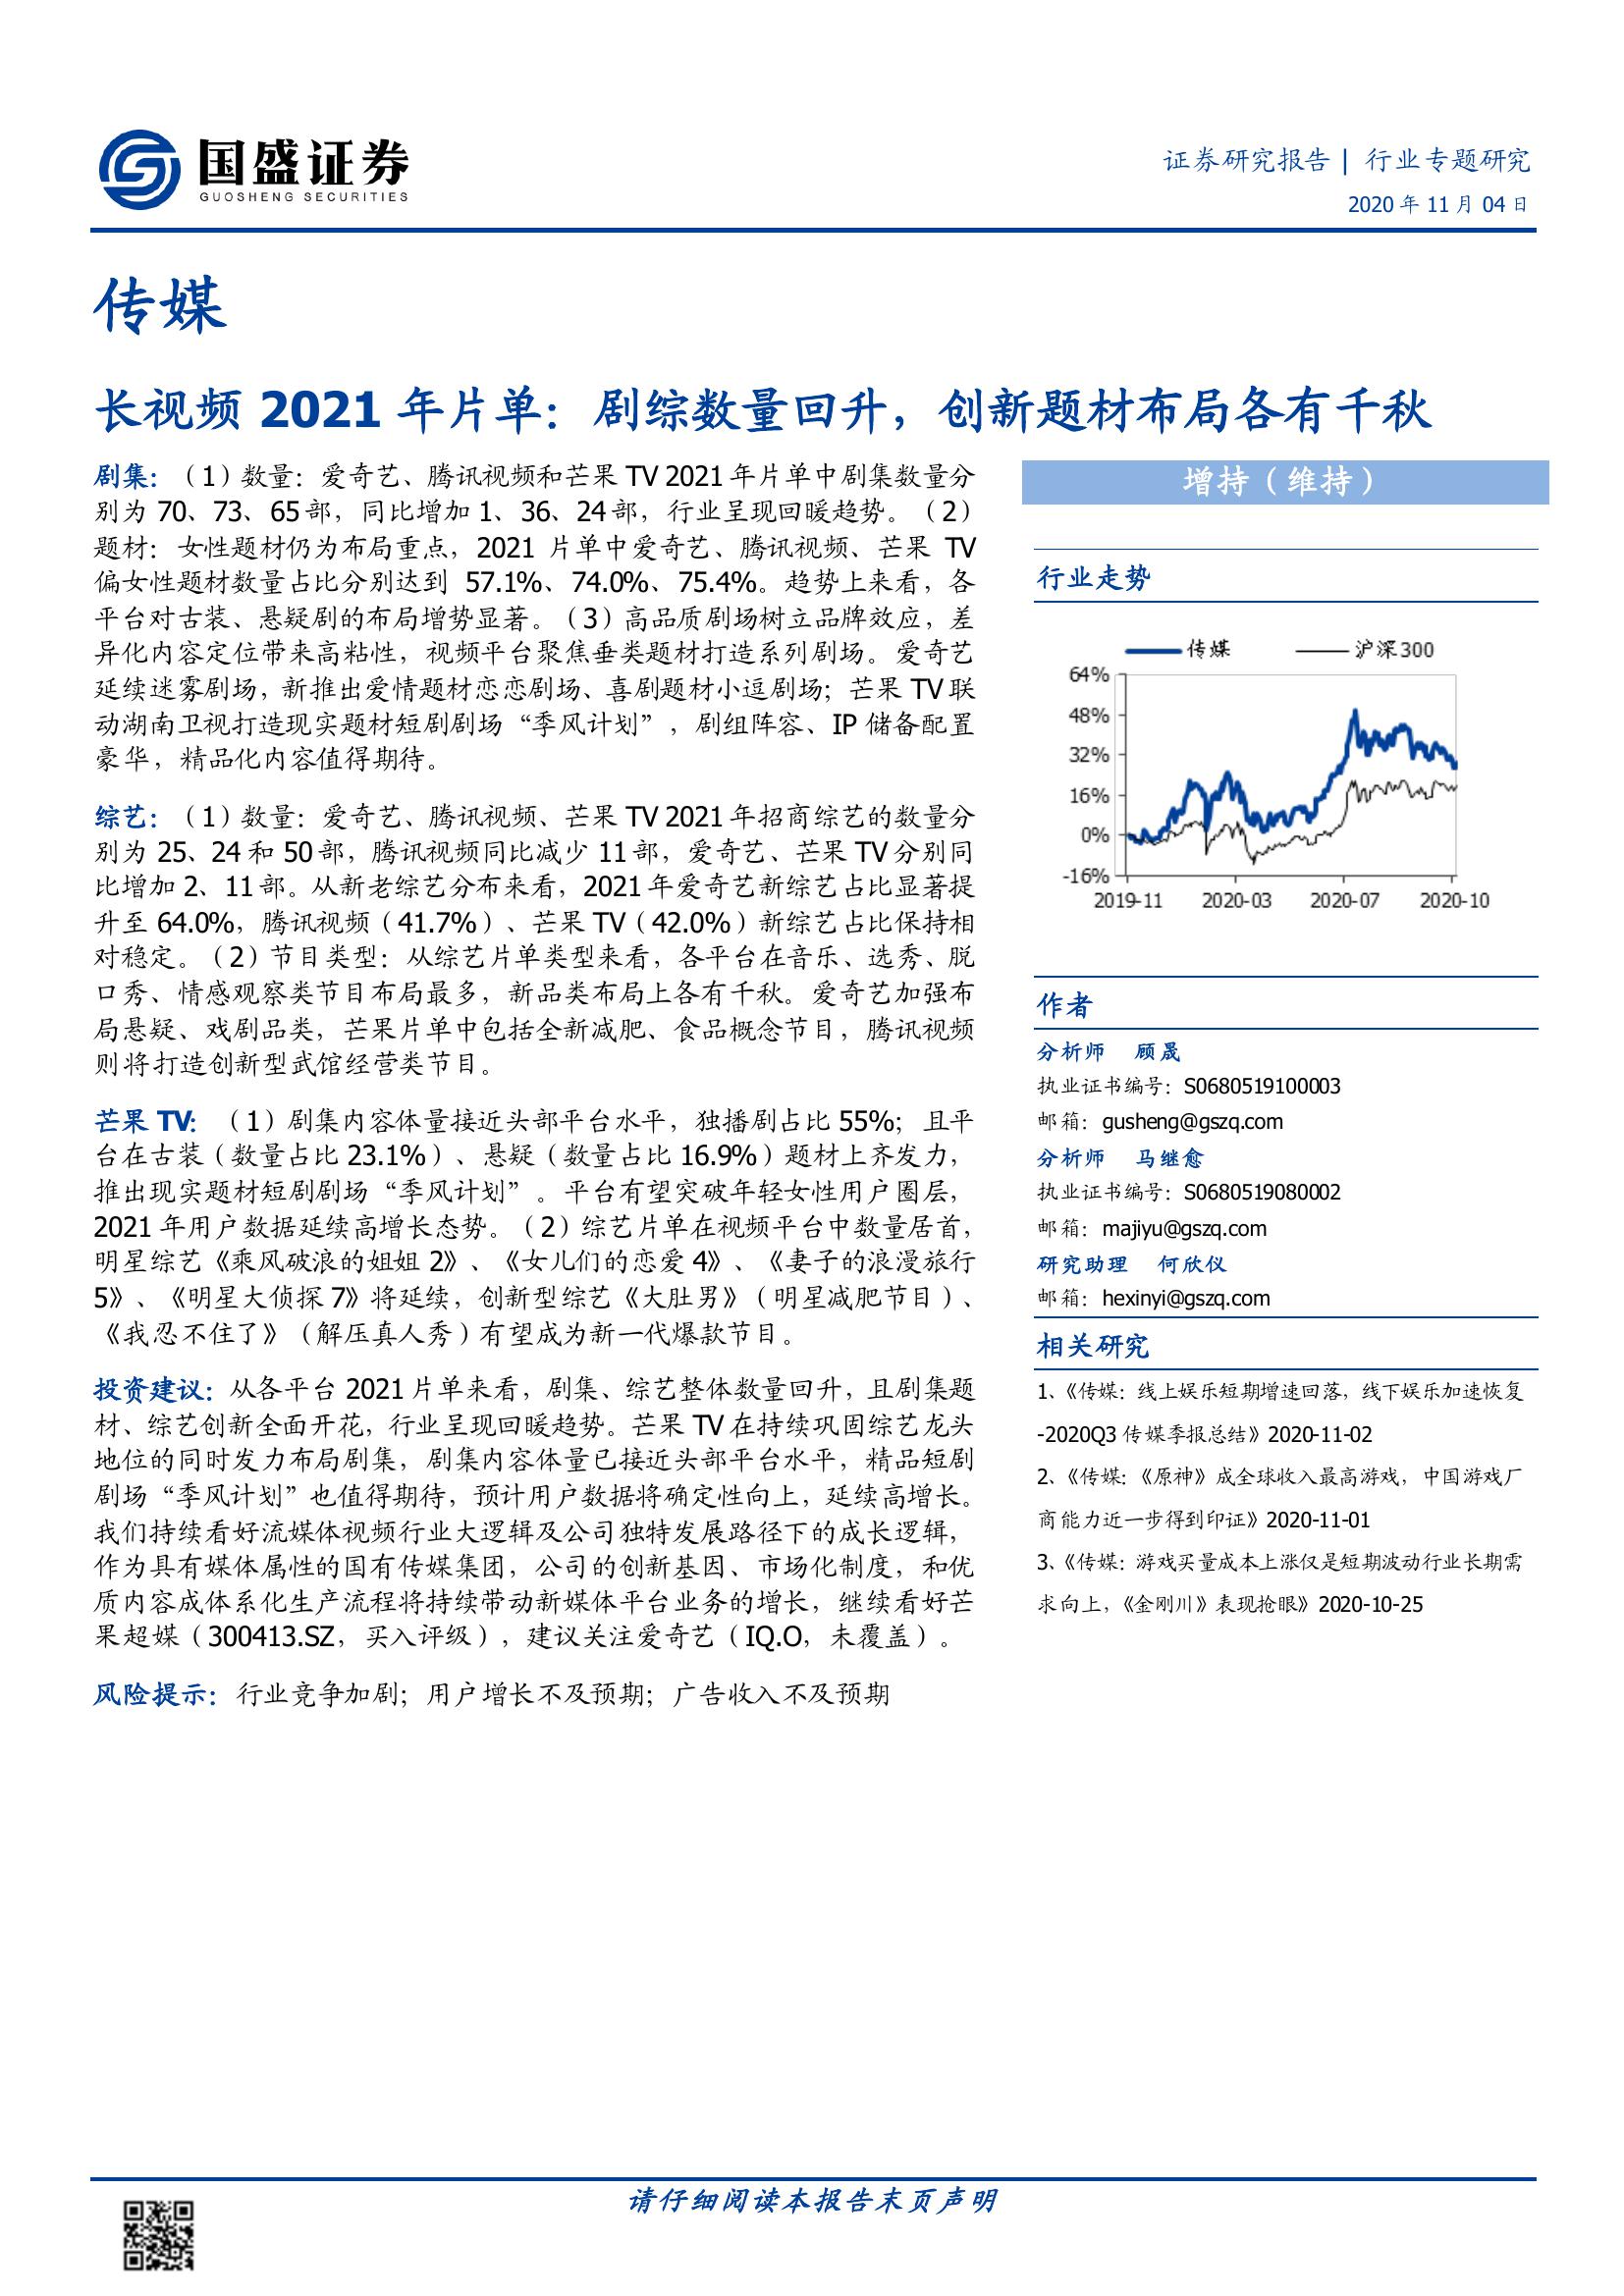 国盛证券
GUOSHENG SECURITIES
证券研究报告 | 行业专题研究
2020 年 11 月 04 日
传媒
长视频 2021 年片单：剧综数量回升，创新题材布局各有千秋
剧集：（1）数量：爱奇艺、腾讯视频和芒果 TV 2021 年片单中剧集数量分
别为 70、73、65 部，同比增加 1、36、24 部，行业呈现回暖趋势。（2）
题材：女性题材仍为布局重点，2021 片单中爱奇艺、腾讯视频、芒果 TV
偏女性题材数量占比分别达到 57.1%、74.0%、75.4%。趋势上来看，各
平台对古装、悬疑剧的布局增势显著。（3）高品质剧场树立品牌效应，差
异化内容定位带来高粘性，视频平台聚焦垂类题材打造系列剧场。爱奇艺
延续迷雾剧场，新推出爱情题材恋恋剧场、喜剧题材小逗剧场；芒果 TV 联
动湖南卫视打造现实题材短剧剧场“季风计划”，剧组阵容、IP 储备配置
豪华，精品化内容值得期待。
综艺：（1）数量：爱奇艺、腾讯视频、芒果 TV 2021 年招商综艺的数量分
别为 25、24 和 50 部，腾讯视频同比减少 11 部，爱奇艺、芒果 TV 分别同
比增加 2、11 部。从新老综艺分布来看，2021 年爱奇艺新综艺占比显著提
升至 64.0%，腾讯视频（41.7%）、芒果 TV（42.0%）新综艺占比保持相
对稳定。（2）节目类型：从综艺片单类型来看，各平台在音乐、选秀、脱
口秀、情感观察类节目布局最多，新品类布局上各有千秋。爱奇艺加强布
局悬疑、戏剧品类，芒果片单中包括全新减肥、食品概念节目，腾讯视频
则将打造创新型武馆经营类节目。
芒果 TV：（1）剧集内容体量接近头部平台水平，独播剧占比 55%；且平
台在古装（数量占比 23.1%）、悬疑（数量占比 16.9%）题材上齐发力，
推出现实题材短剧剧场“季风计划”。平台有望突破年轻女性用户圈层，
2021 年用户数据延续高增长态势。（2）综艺片单在视频平台中数量居首，
明星综艺《乘风破浪的姐姐 2》、《女儿们的恋爱 4》、《妻子的浪漫旅行
5》、《明星大侦探 7》将延续，创新型综艺《大肚男》（明星减肥节目）、
《我忍不住了》（解压真人秀）有望成为新一代爆款节目。
投资建议：从各平台 2021 片单来看，剧集、综艺整体数量回升，且剧集题
材、综艺创新全面开花，行业呈现回暖趋势。芒果 TV 在持续巩固综艺龙头
地位的同时发力布局剧集，剧集内容体量已接近头部平台水平，精品短剧
剧场“季风计划”也值得期待，预计用户数据将确定性向上，延续高增长。
我们持续看好流媒体视频行业大逻辑及公司独特发展路径下的成长逻辑，
作为具有媒体属性的国有传媒集团，公司的创新基因、市场化制度，和优
质内容成体系化生产流程将持续带动新媒体平台业务的增长，继续看好芒
果超媒（300413.SZ，买入评级），建议关注爱奇艺（IQ.O，未覆盖）。
风险提示：行业竞争加剧；用户增长不及预期；广告收入不及预期
增持（维持）
行业走势
传媒 沪深300
64%
48%
32%
16%
0%
-16%
2019-11 2020-03 2020-07 2020-10
作者
分析师 顾晟
执业证书编号：S0680519100003
邮箱：gusheng@gszq.com
分析师 马继愈
执业证书编号：S0680519080002
邮箱：majiyu@gszq.com
研究助理 何欣仪
邮箱：hexinyi@gszq.com
相关研究
1、《传媒：线上娱乐短期增速回落，线下娱乐加速恢复
-2020Q3 传媒季报总结》2020-11-02
2、《传媒：《原神》成全球收入最高游戏，中国游戏厂
商能力近一步得到印证》2020-11-01
3、《传媒：游戏买量成本上涨仅是短期波动行业长期需
求向上，《金刚川》表现抢眼》2020-10-25
请仔细阅读本报告末页声明